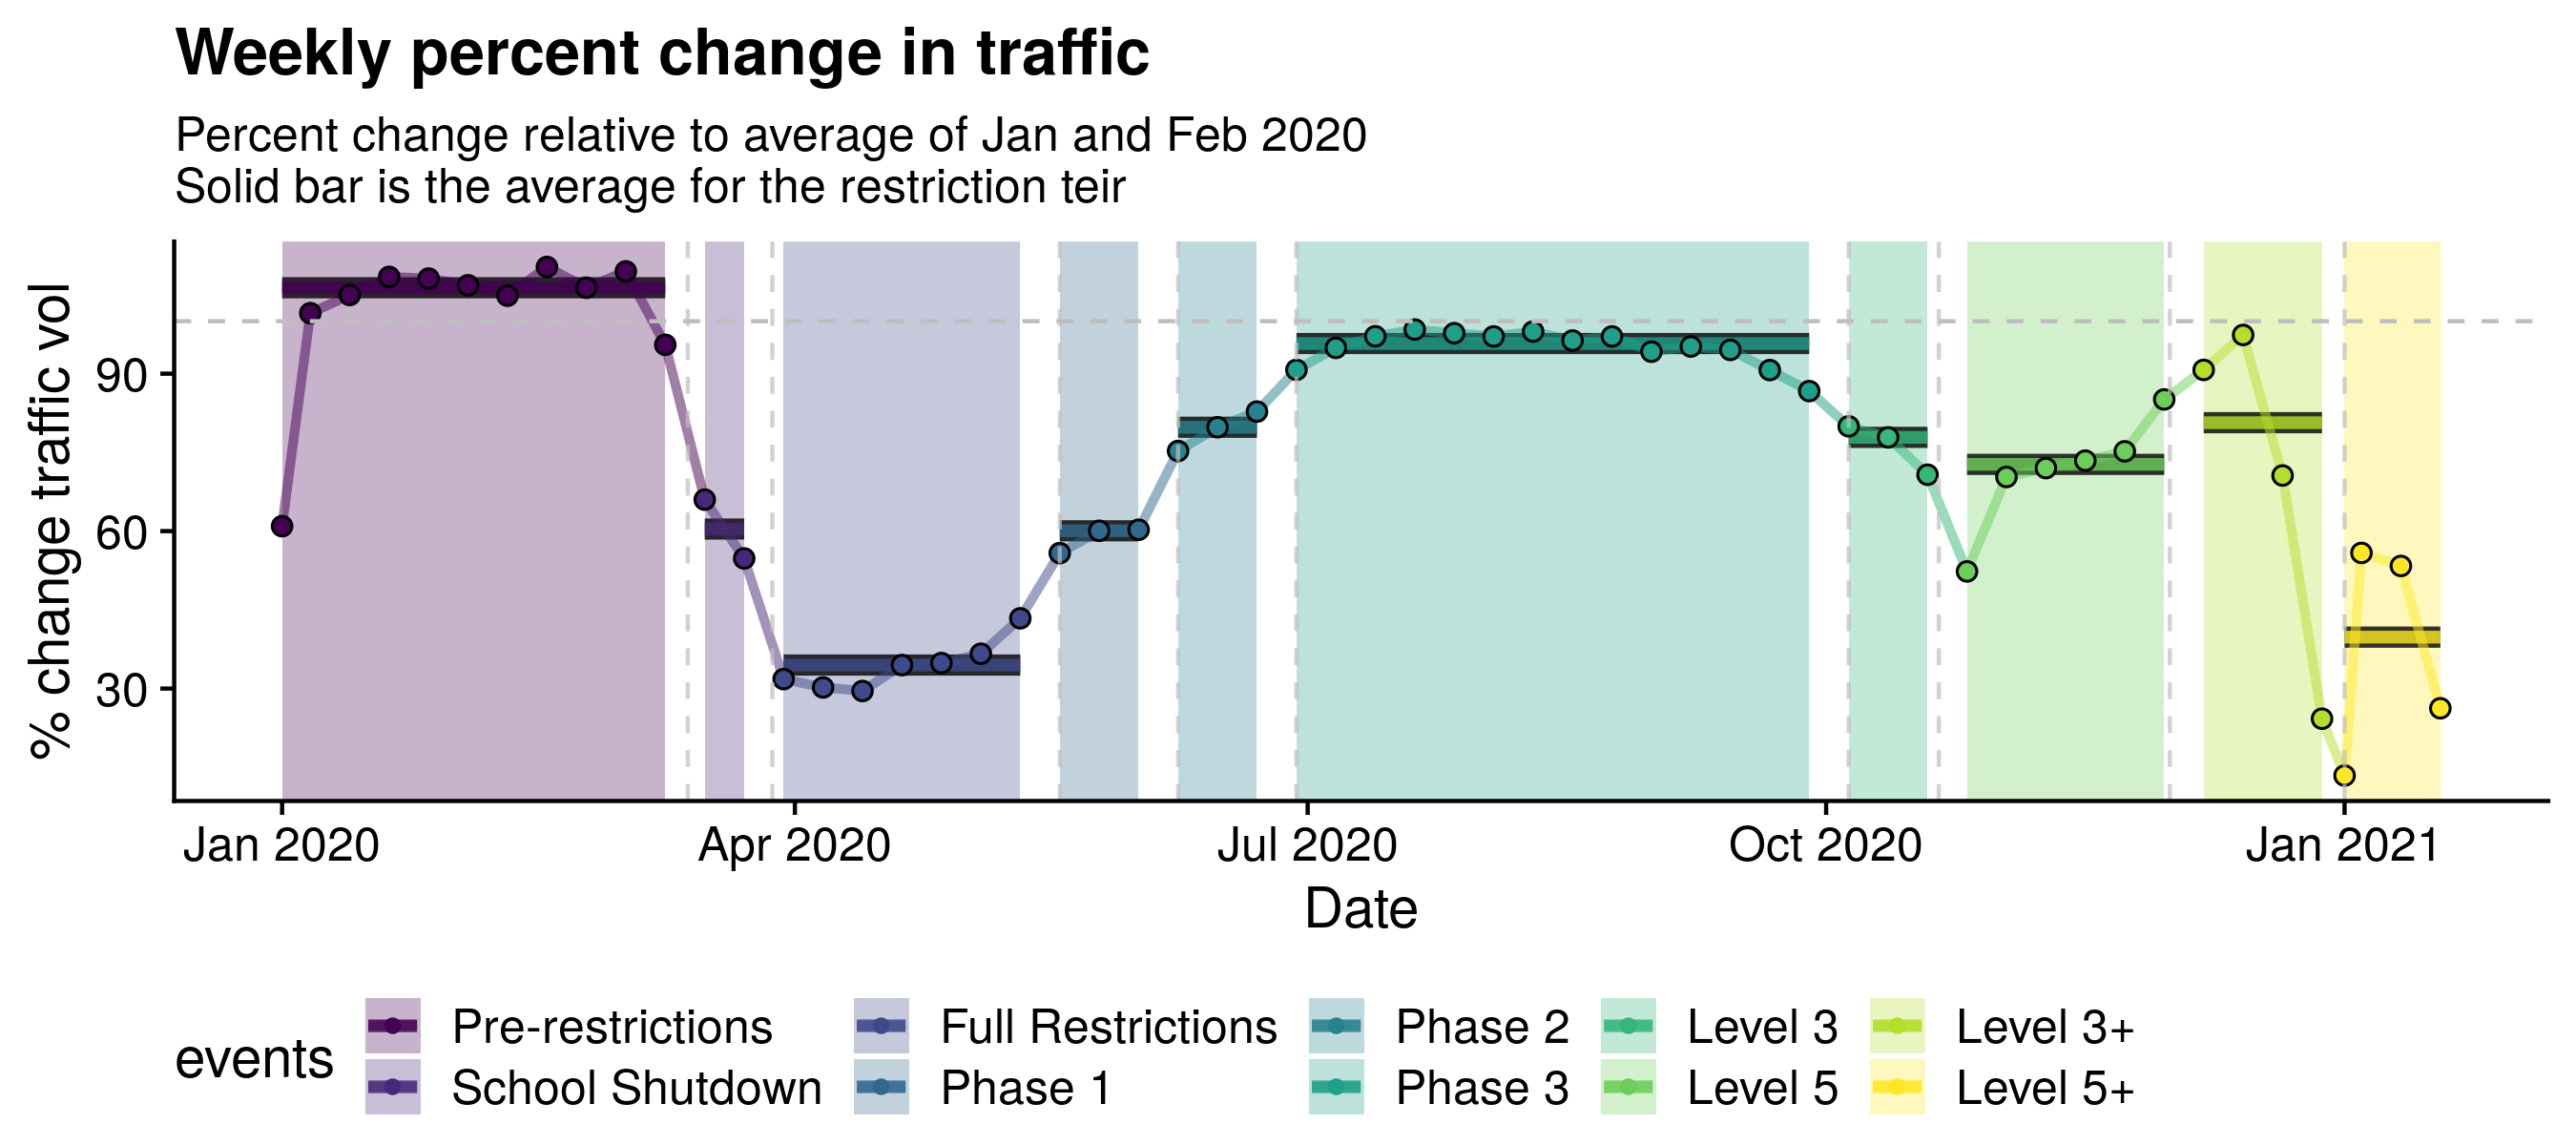 Weekly percent change in traffic
Percent change relative to average of Jan and Feb 2020
Solid bar is the average for the restriction teir
% change traffic vol
90
60
30
Jan 2020
Apr 2020
Jul 2020
Oct 2020
Jan 2021
Date
events
Pre-restrictions
School Shutdown
Full Restrictions
Phase 1
Phase 2
Phase 3
Level 3
Level 5
Level 3+
Level 5+